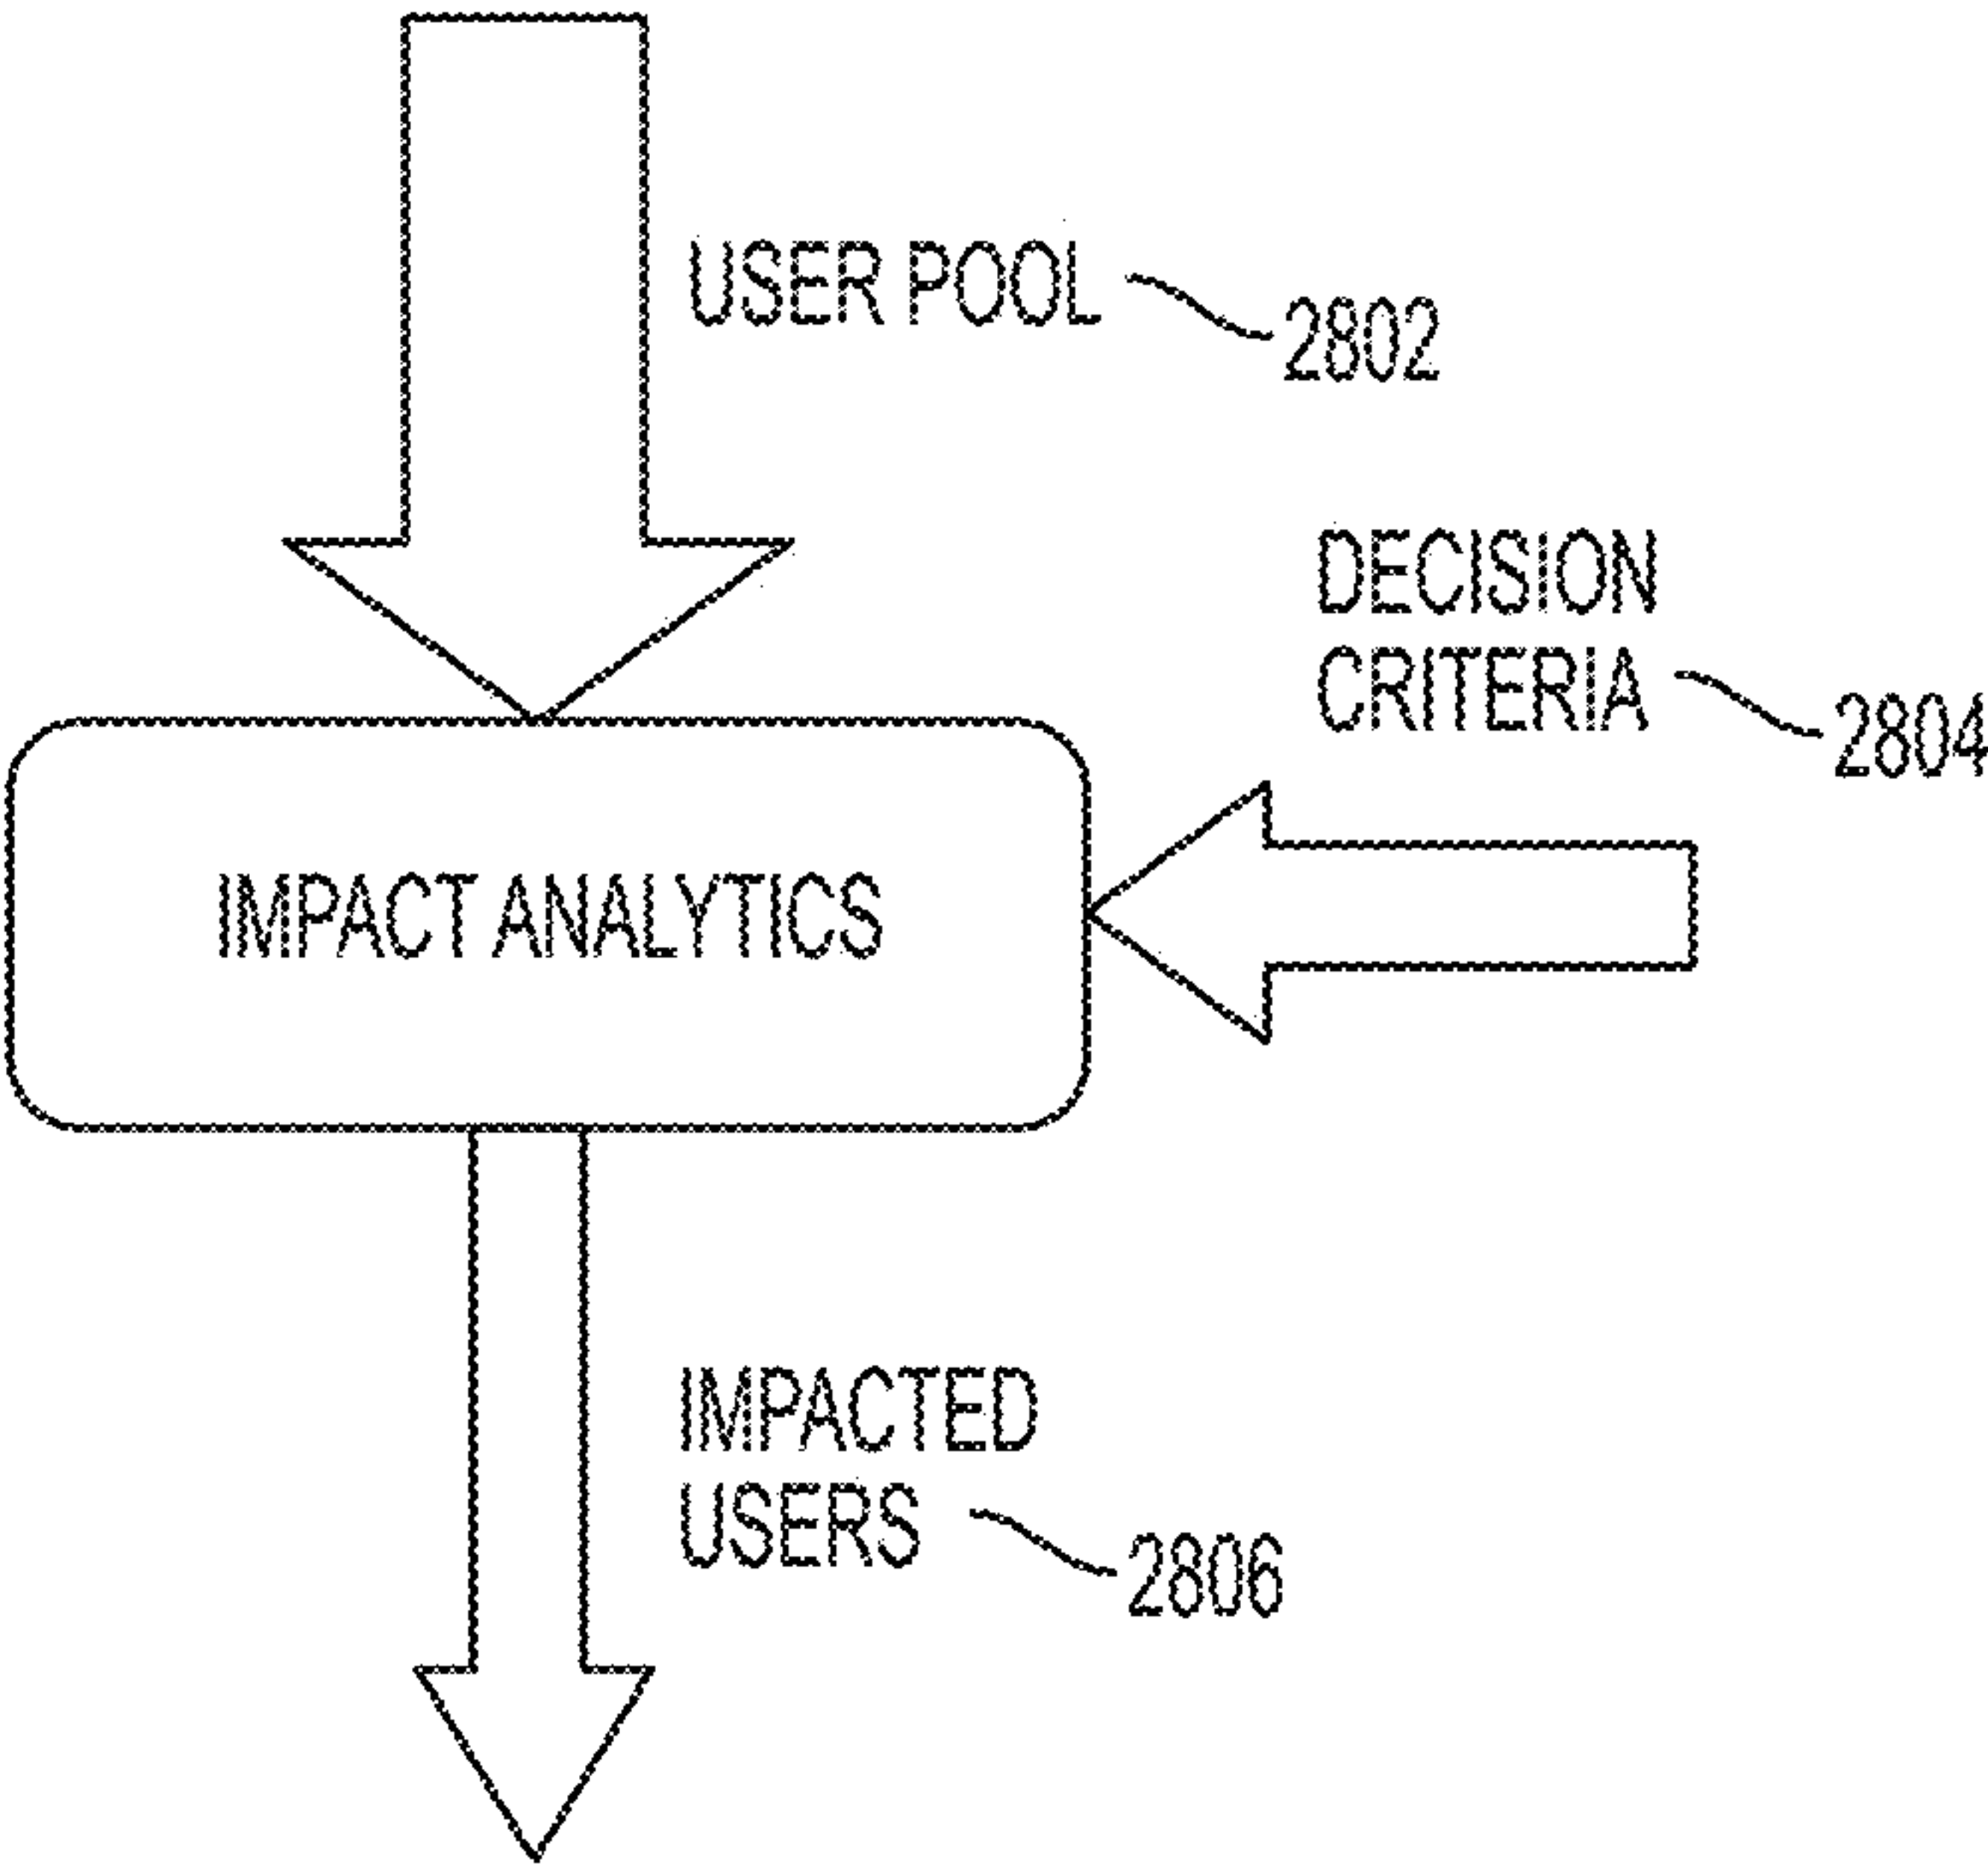 USER POOL
2802
DECISION
CRITERIA
2804
IMPACT ANALYTICS
IMPACTED
USERS
2806